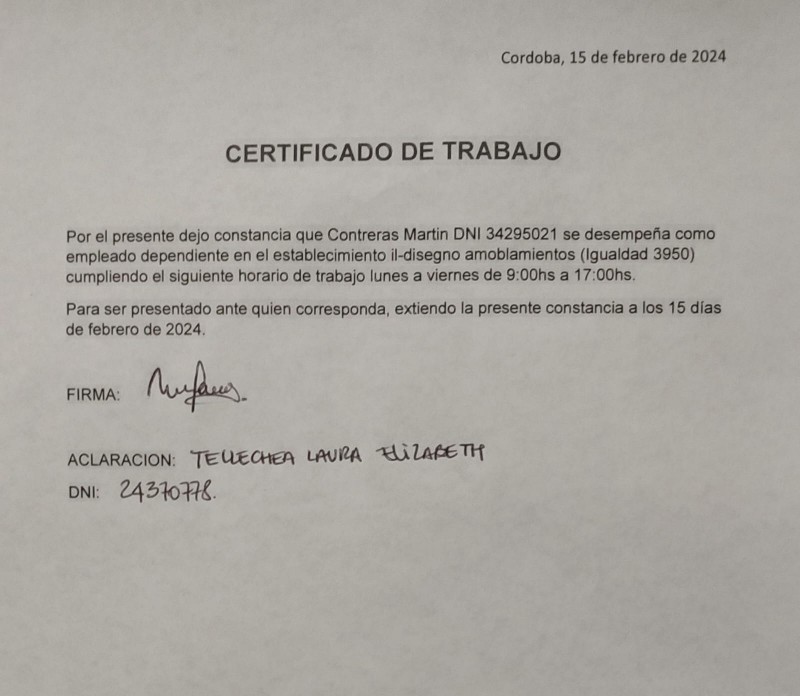 Cordoba, 15 de febrero de 2024
CERTIFICADO DE TRABAJO
Por el presente dejo constancia que Contreras Martin DNI 34295021 se desempeña como
empleado dependiente en el establecimiento il-disegno amoblamientos (Igualdad 3950)
cumpliendo el siguiente horario de trabajo lunes a viernes de 9:00hs a 17:00hs.
Para ser presentado ante quien corresponda, extiendo la presente constancia a los 15 días
de febrero de 2024.
FIRMA:
ACLARACION: TELLECHEA LAURA ELIZABETH
DNI: 24370778.